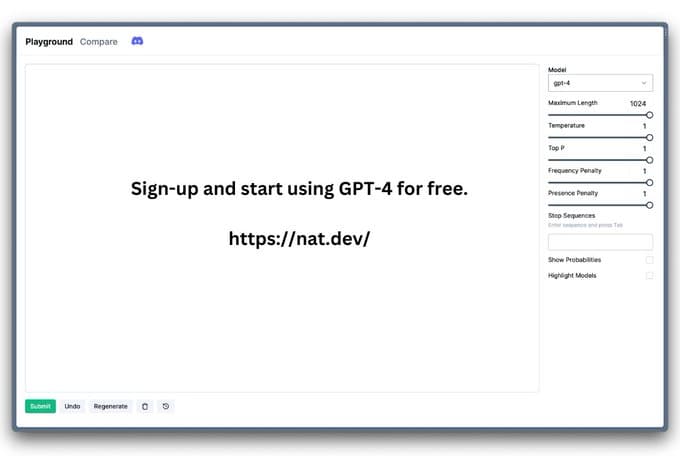 Playground Compare
Model
gpt-4
Maximum Length 1024
Temperature 1
Top P 1
Frequency Penalty 1
Presence Penalty 1
Stop Sequences
Enter sequence and press Tab
Show Probabilities
Highlight Models
Sign-up and start using GPT-4 for free.
https://nat.dev/
Submit Undo Regenerate